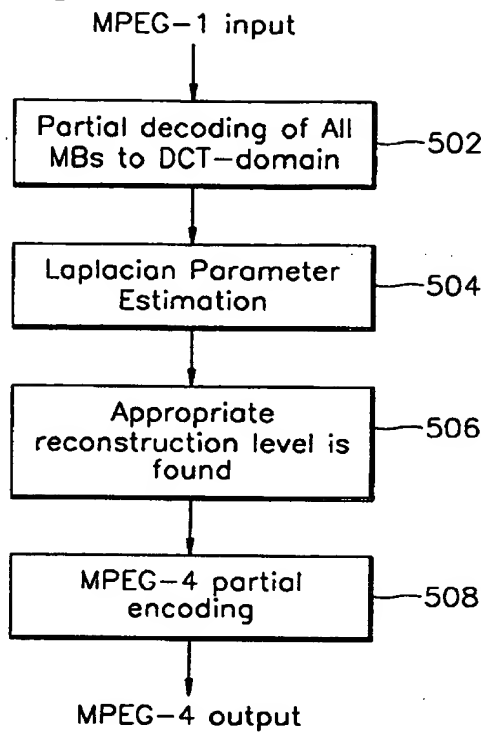 MPEG-1 input
Partial decoding of All
MBs to DCT-domain
502
Laplacian Parameter
Estimation
504
Appropriate
reconstruction level is
found
506
MPEG-4 partial
encoding
508
MPEG-4 output